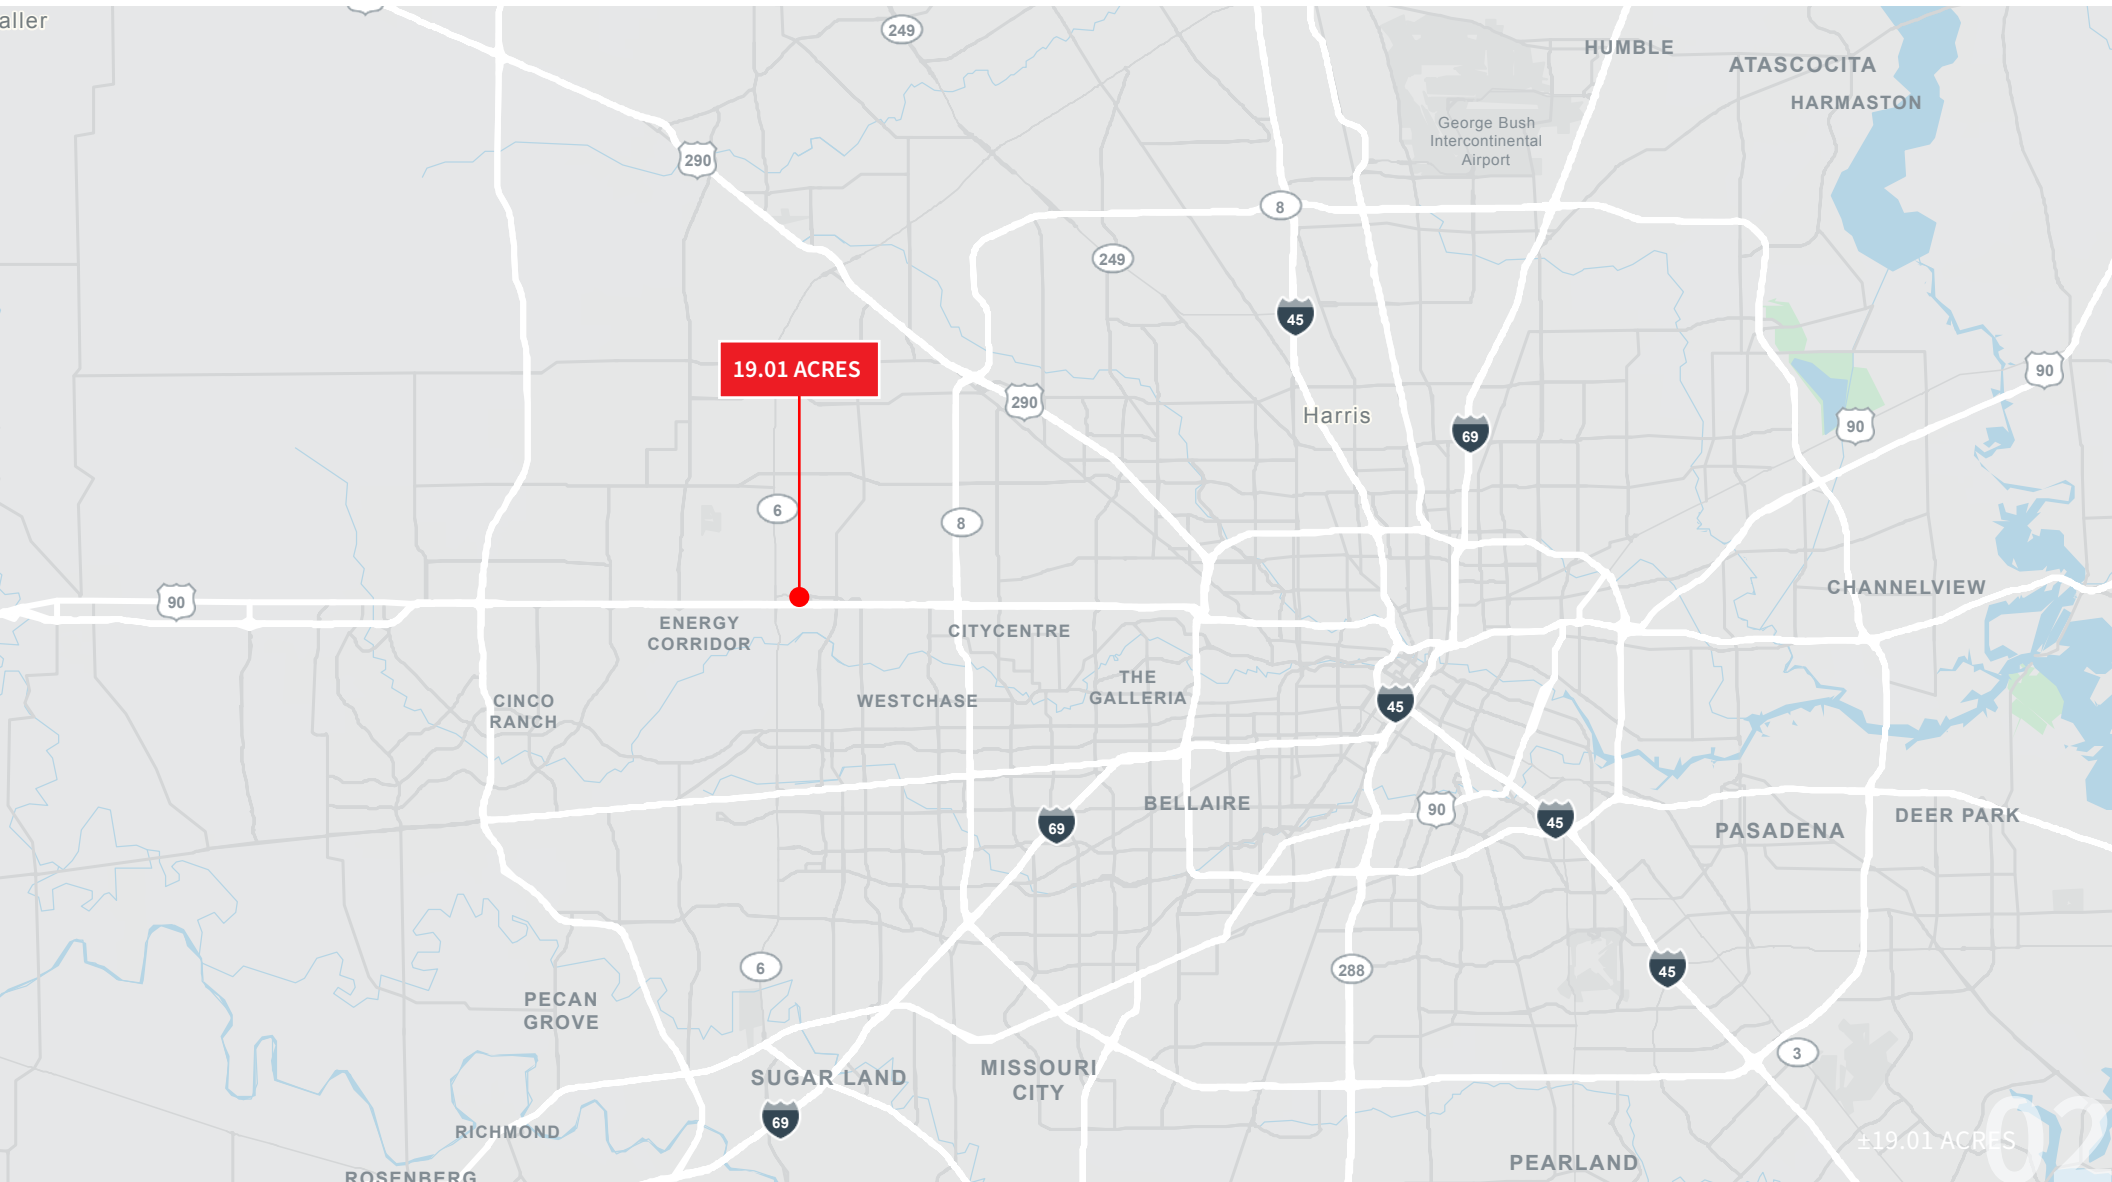 aller
249
HUMBLE
ATASCOCITA
HARMASTON
George Bush
Intercontinental
Airport
290
8
249
45
19.01 ACRES
90
290
Harris
90
69
6
8
90
CHANNELVIEW
ENERGY
CORRIDOR
CITYCENTRE
THE
GALLERIA
CINCO
RANCH
WESTCHASE
45
BELLAIRE
90
45
69
PASADENA
DEER PARK
6
288
45
PECAN
GROVE
3
SUGAR LAND
MISSOURI
CITY
69
RICHMOND
±19.01 ACRES
02
PEARLAND
ROSENBERG